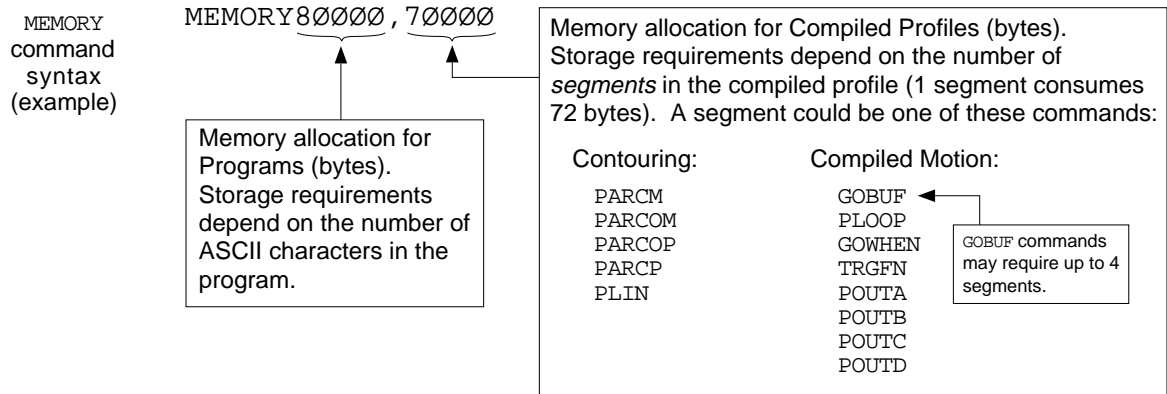 MEMORY
command
syntax
(example)
MEMORY8ØØØØ,7ØØØØ
Memory allocation for
Programs (bytes).
Storage requirements
depend on the number of
ASCII characters in the
program.
Memory allocation for Compiled Profiles (bytes).
Storage requirements depend on the number of
segments in the compiled profile (1 segment consumes
72 bytes). A segment could be one of these commands:
Contouring:
PARCM
PARCOM
PARCOP
PARCP
PLIN
Compiled Motion:
GOBUF
PLOOP
GOWHEN
TRGFN
POUTA
POUTB
POUTC
POUTD
GOBUF commands
may require up to 4
segments.